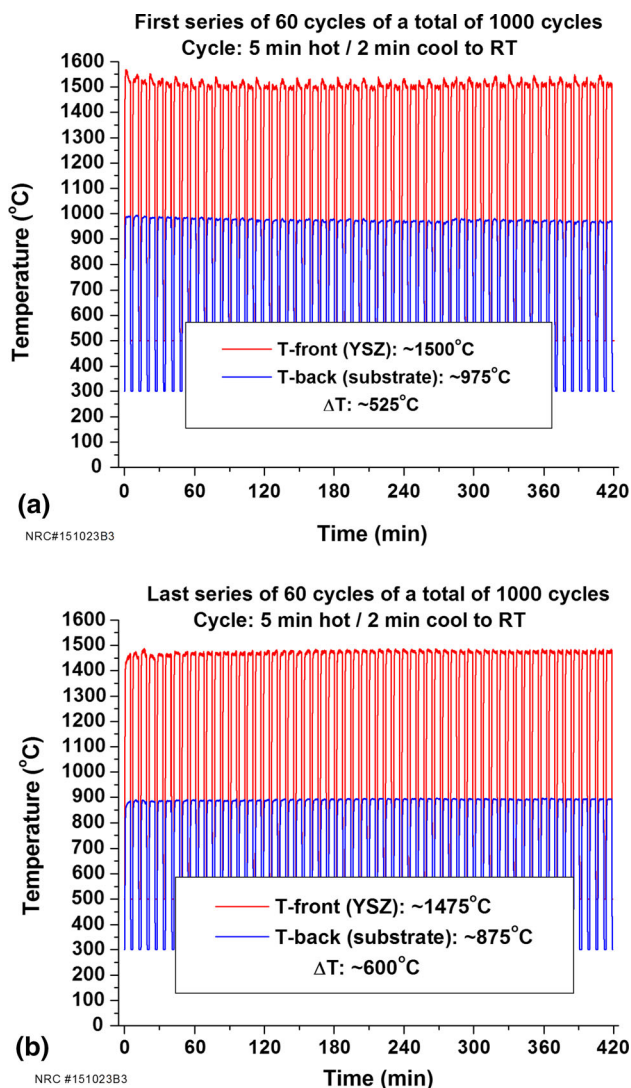 First series of 60 cycles of a total of 1000 cycles
Cycle: 5 min hot / 2 min cool to RT
1600
1500
1400
1300
1200
1100
1000
900
800
700
600
500
400
300
200
100
0
Temperature (°C)
T-front (YSZ): ~1500°C
T-back (substrate): ~975°C
ΔT: ~525°C
0 60 120 180 240 300 360 420
(a)
Time (min)
NRC#151023B3
Last series of 60 cycles of a total of 1000 cycles
Cycle: 5 min hot / 2 min cool to RT
1600
1500
1400
1300
1200
1100
1000
900
800
700
600
500
400
300
200
100
0
Temperature (°C)
T-front (YSZ): ~1475°C
T-back (substrate): ~875°C
ΔT: ~600°C
0 60 120 180 240 300 360 420
(b)
Time (min)
NRC #151023B3